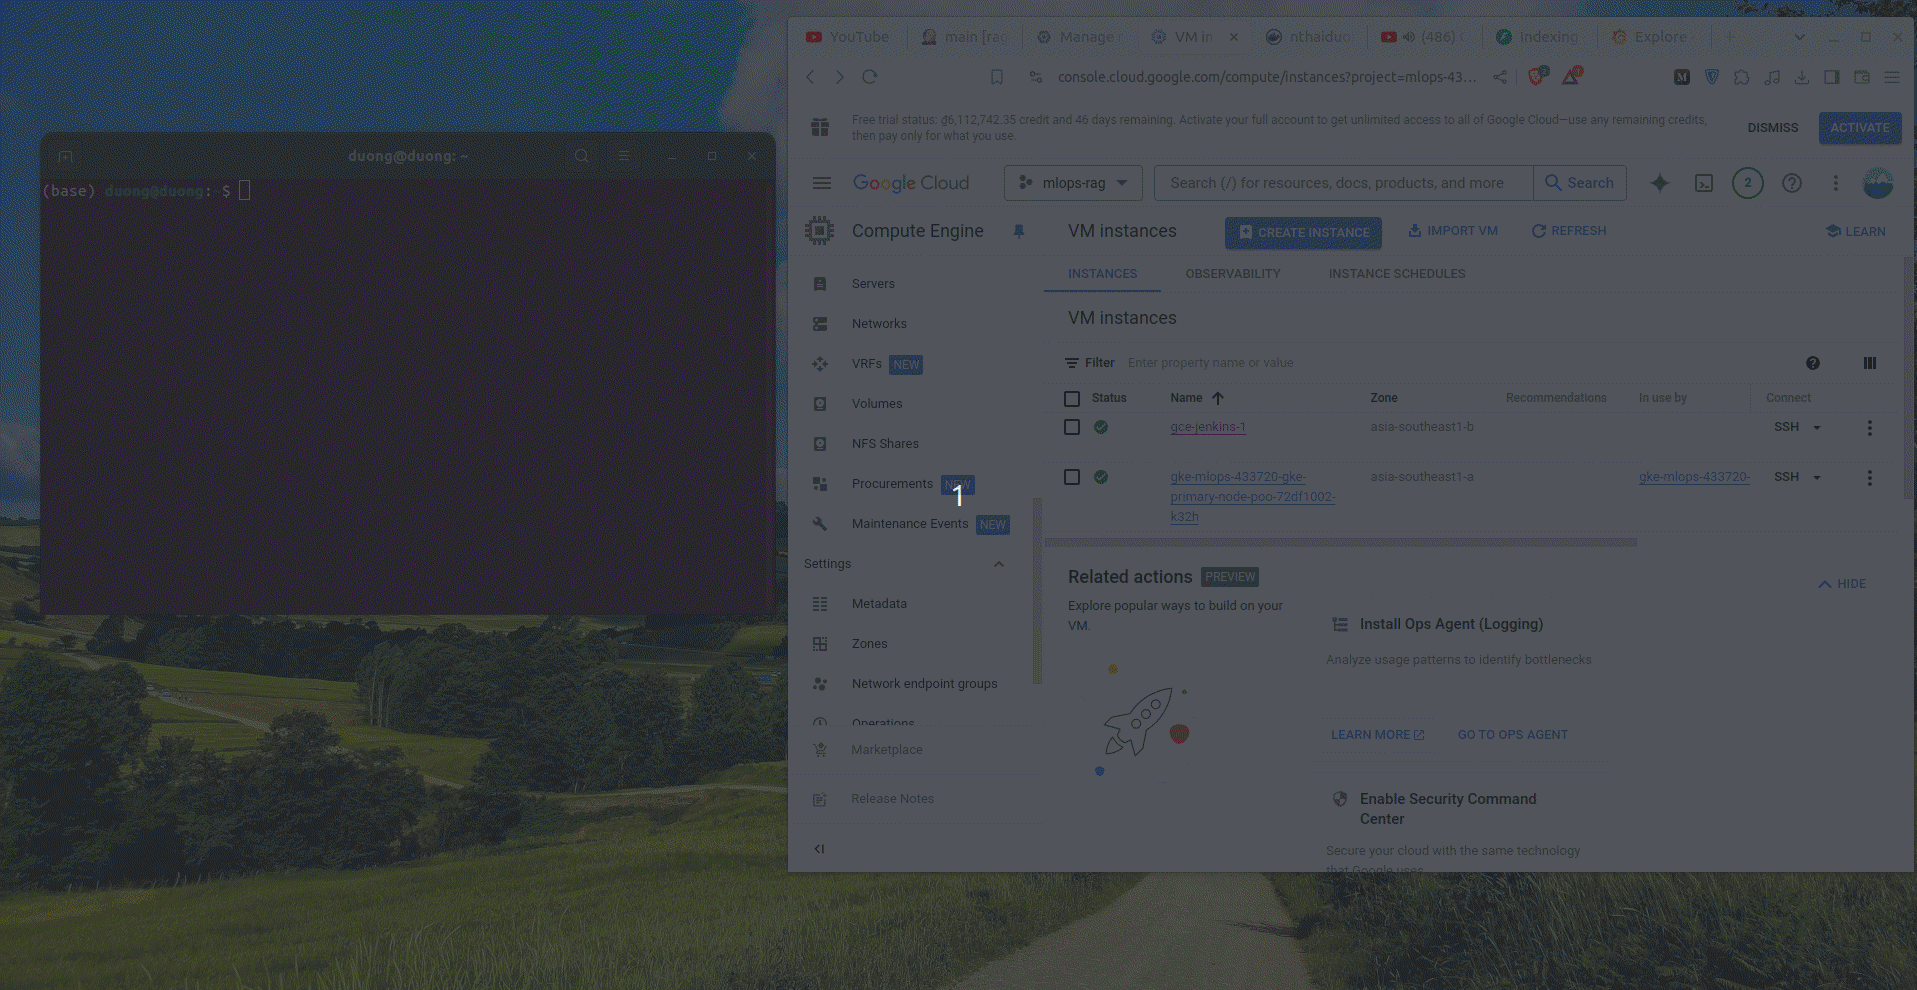 duong@duong: ~
(base) duong@duong:~$
YouTube
main [rag
Manage r
VM in
nthaiduo
(486) C
Indexing
Explore
console.cloud.google.com/compute/instances?project=mlops-43...
Free trial status: ₫6,112,742.35 credit and 46 days remaining. Activate your full account to get unlimited access to all of Google Cloud—use any remaining credits,
then pay only for what you use.
DISMISS
ACTIVATE
Google Cloud
mlops-rag
Search (/) for resources, docs, products, and more
Search
2
Compute Engine
VM instances
CREATE INSTANCE
IMPORT VM
REFRESH
LEARN
Servers
Networks
VRFs NEW
Volumes
NFS Shares
Procurements NEW
1
Maintenance Events NEW
Settings
Metadata
Zones
Network endpoint groups
Operations
Marketplace
Release Notes
INSTANCES
OBSERVABILITY
INSTANCE SCHEDULES
VM instances
Filter Enter property name or value
Status Name Zone Recommendations In use by Connect
gce-jenkins-1 asia-southeast1-b SSH
gke-mlops-433720-gke- asia-southeast1-a gke-mlops-433720- SSH
primary-node-poo-72df1002-
k32h
Related actions PREVIEW
HIDE
Explore popular ways to build on your
VM.
Install Ops Agent (Logging)
Analyze usage patterns to identify bottlenecks
LEARN MORE
GO TO OPS AGENT
Enable Security Command
Center
Secure your cloud with the same technology
that Google uses